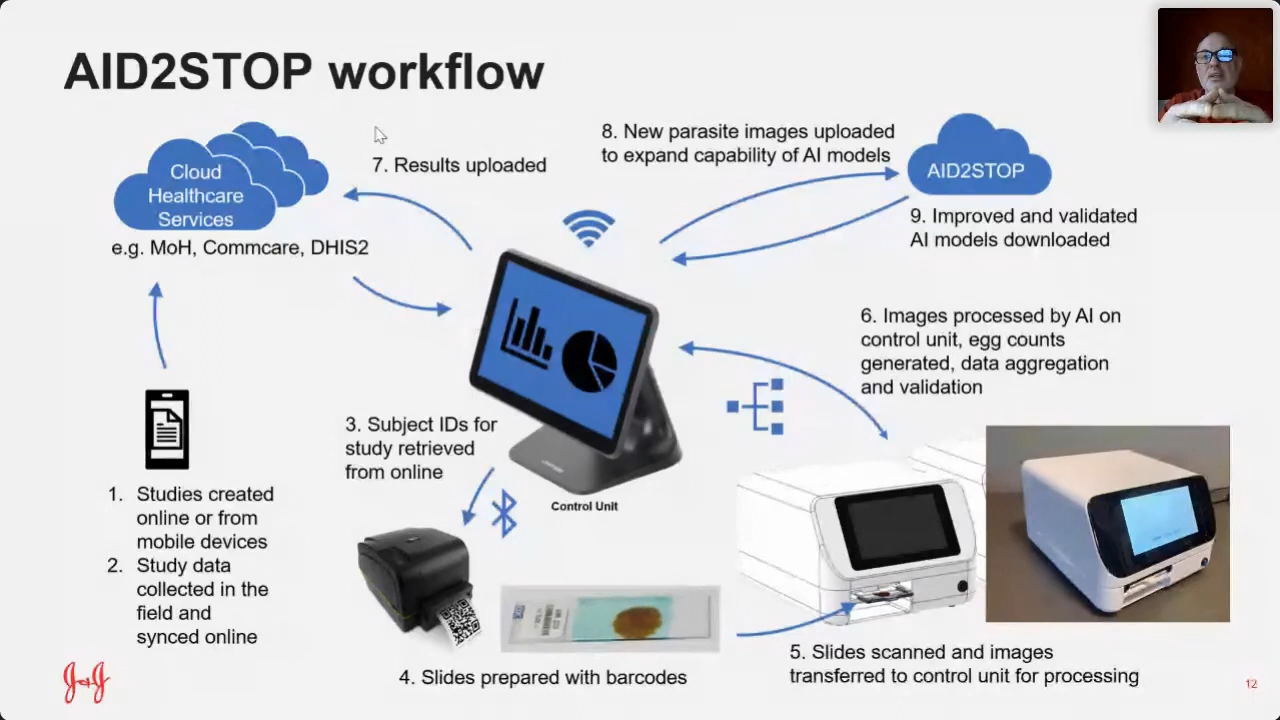 AID2STOP workflow
Cloud
Healthcare
Services
e.g. MoH, Commcare, DHIS2
7. Results uploaded
8. New parasite images uploaded
to expand capability of AI models
AID2STOP
9. Improved and validated
AI models downloaded
6. Images processed by AI on
control unit, egg counts
generated, data aggregation
and validation
3. Subject IDs for
study retrieved
from online
Control Unit
1. Studies created
online or from
mobile devices
2. Study data
collected in the
field and
synced online
4. Slides prepared with barcodes
5. Slides scanned and images
transferred to control unit for processing
J&J
12